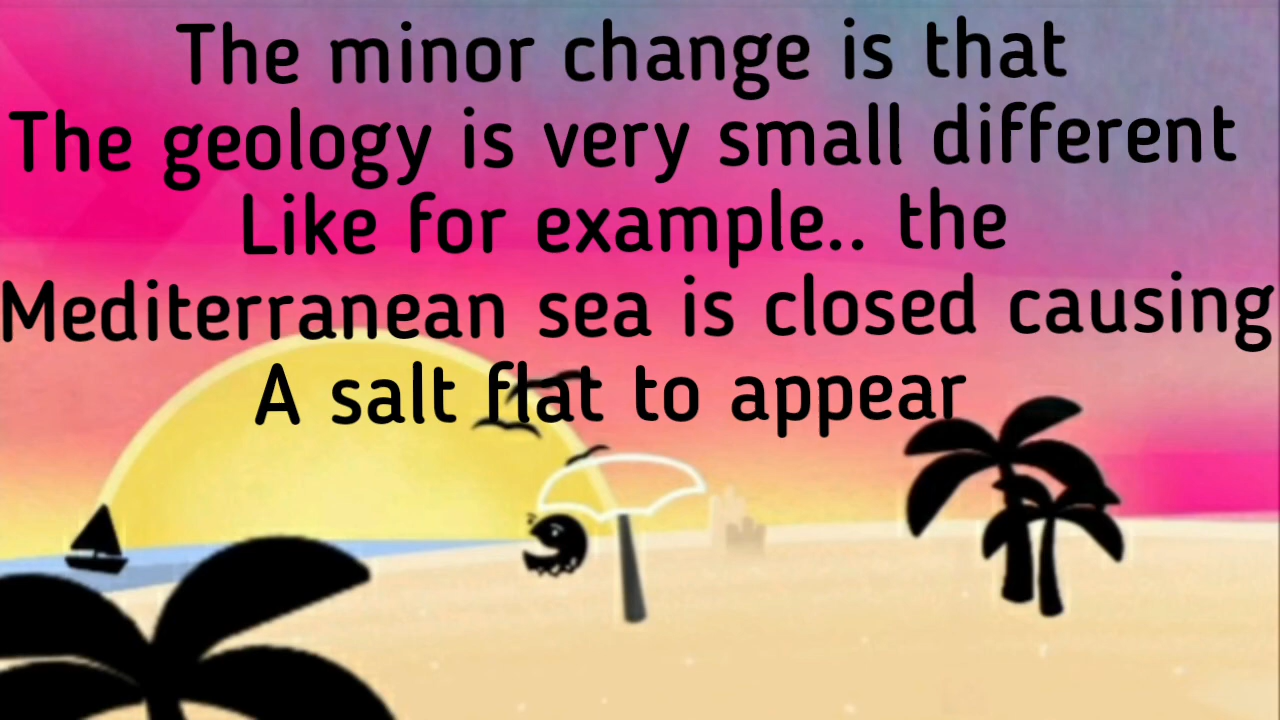 The minor change is that
The geology is very small different
Like for example.. the
Mediterranean sea is closed causing
A salt flat to appear